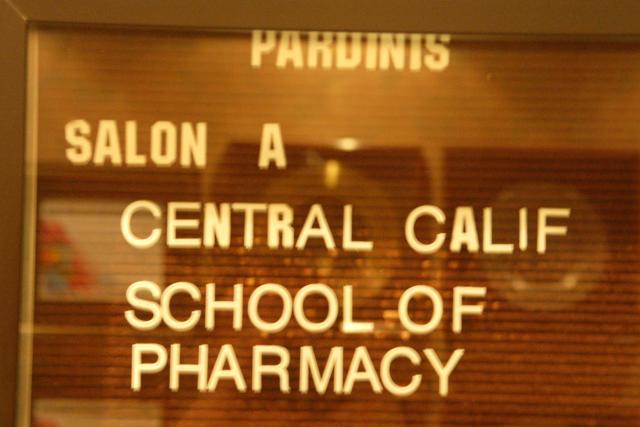 PARDINIS
SALON A
CENTRAL CALIF
SCHOOL OF
PHARMACY